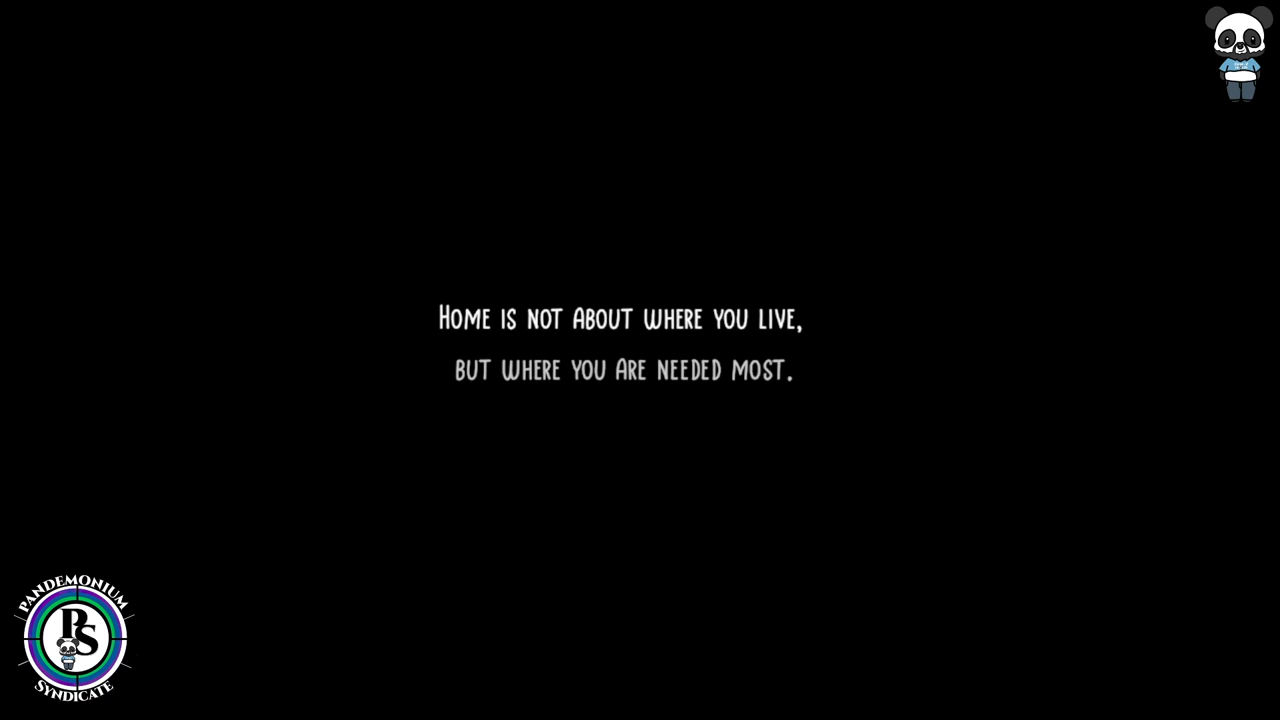 Home is not about where you live,
but where you are needed most.
PANDEMONIUM
PS
SYNDICATE